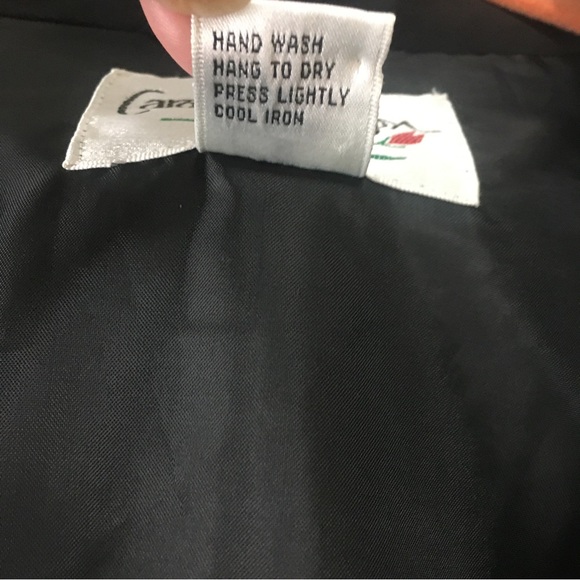 HAND WASH
HANG TO DRY
PRESS LIGHTLY
COOL IRON